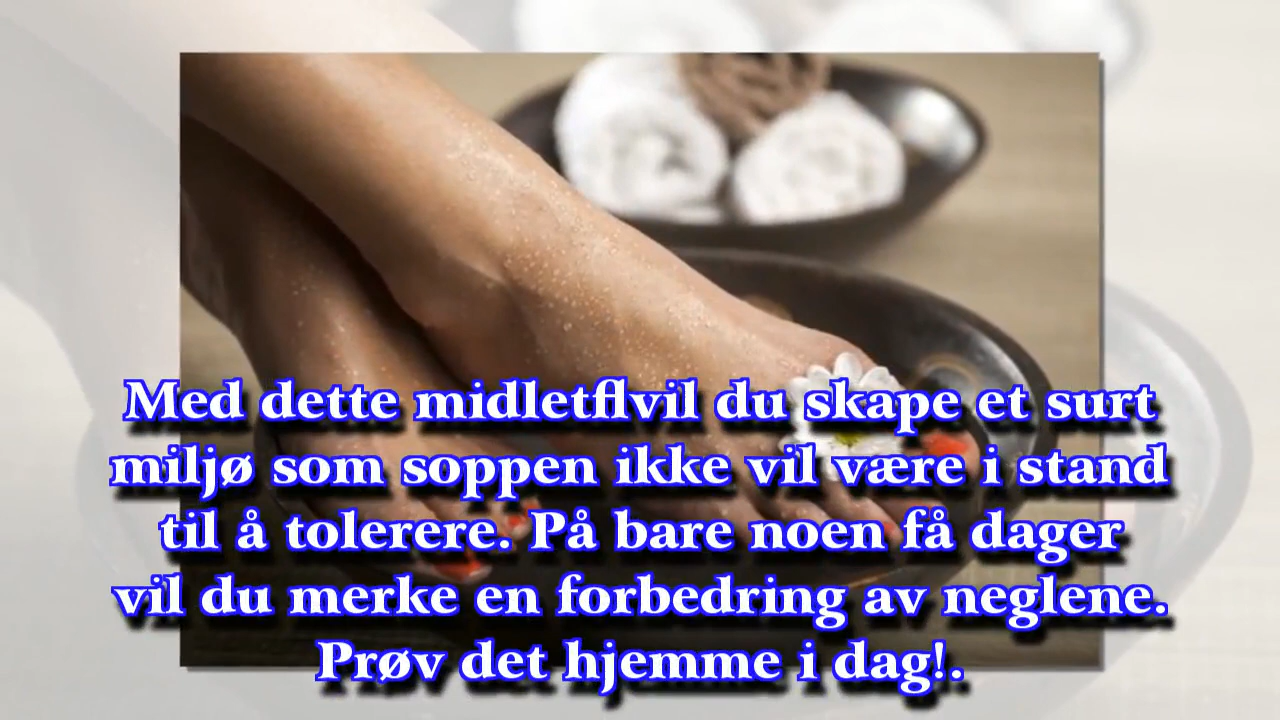 Med dette midletflvil du skape et surt
miljø som soppen ikke vil være i stand
til å tolerere. På bare noen få dager
vil du merke en forbedring av neglene.
Prøv det hjemme i dag!.